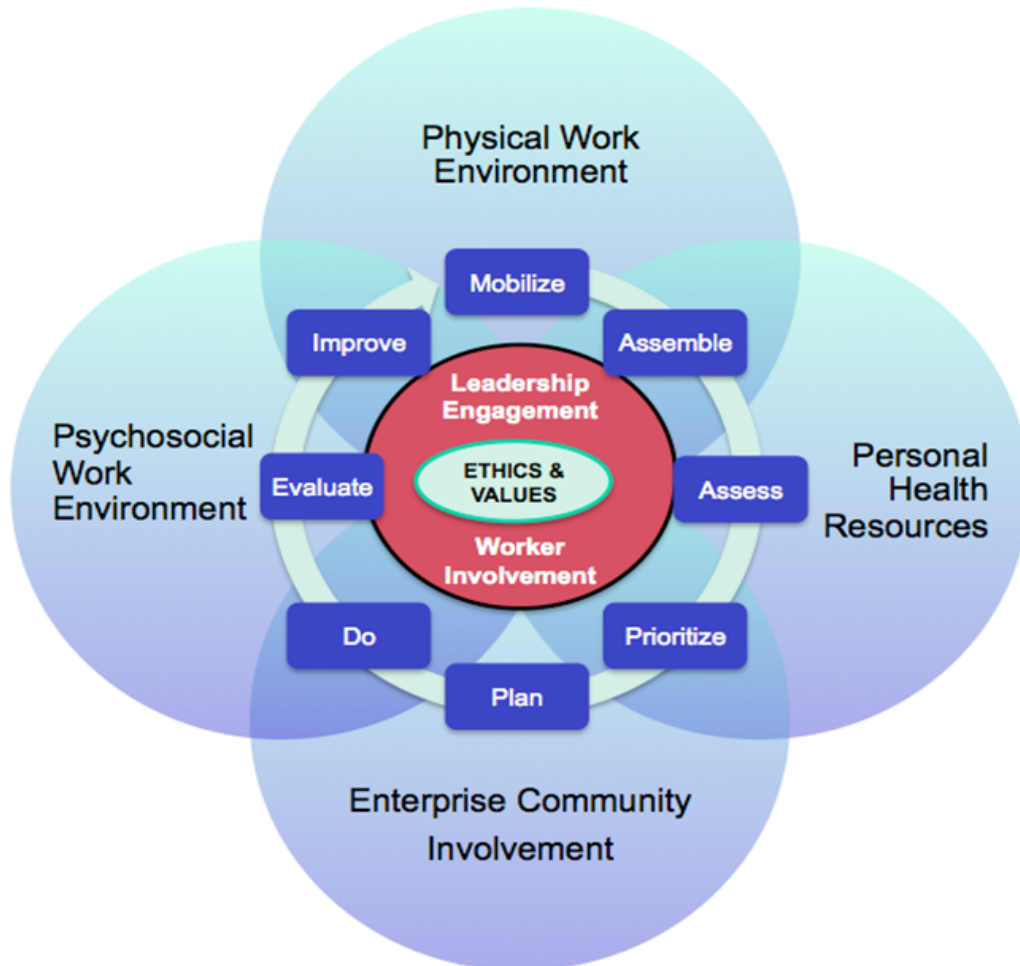 Physical Work
Environment
Mobilize
Improve
Assemble
Leadership
Engagement
Psychosocial
Work
Environment
Evaluate
ETHICS &
VALUES
Assess
Personal
Health
Resources
Worker
Involvement
Do
Prioritize
Plan
Enterprise Community
Involvement